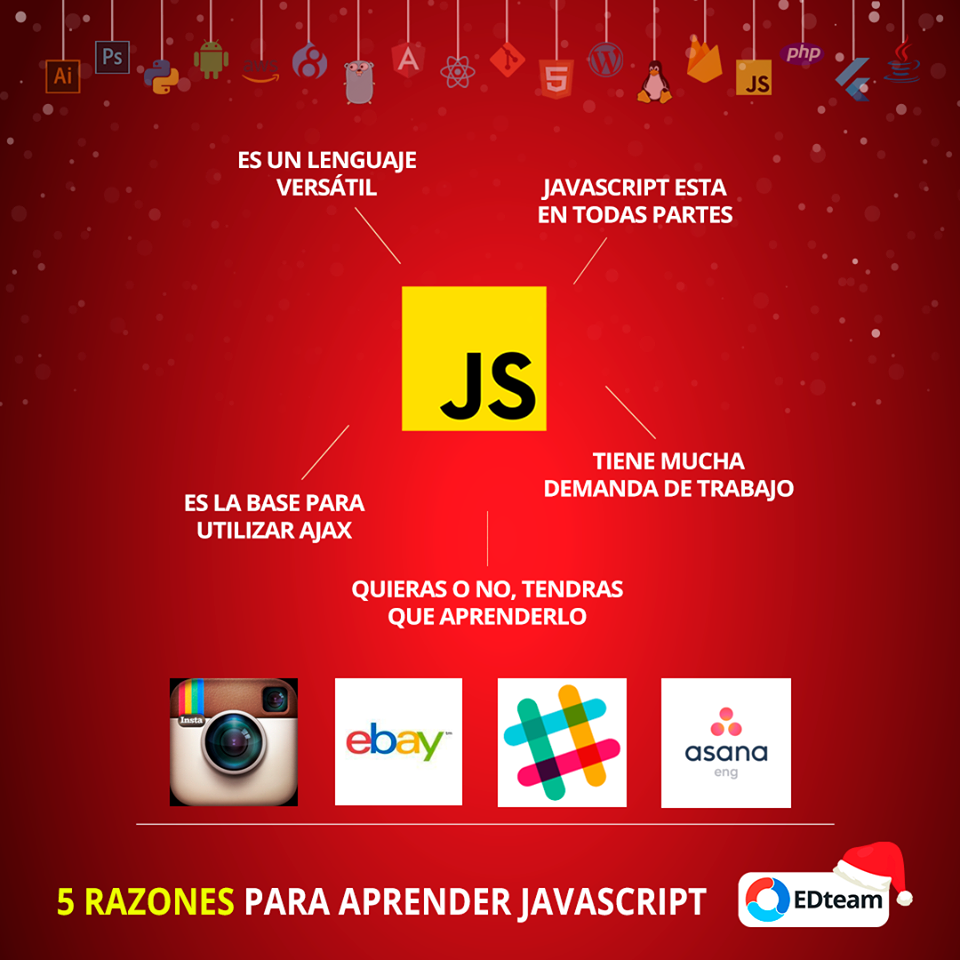 Ai
Ps
aws
php
5
JS
ES UN LENGUAJE
VERSÁTIL
JAVASCRIPT ESTA
EN TODAS PARTES
JS
TIENE MUCHA
DEMANDA DE TRABAJO
ES LA BASE PARA
UTILIZAR AJAX
QUIERAS O NO, TENDRAS
QUE APRENDERLO
Insta
ebay
asana
eng
5 RAZONES PARA APRENDER JAVASCRIPT
EDteam